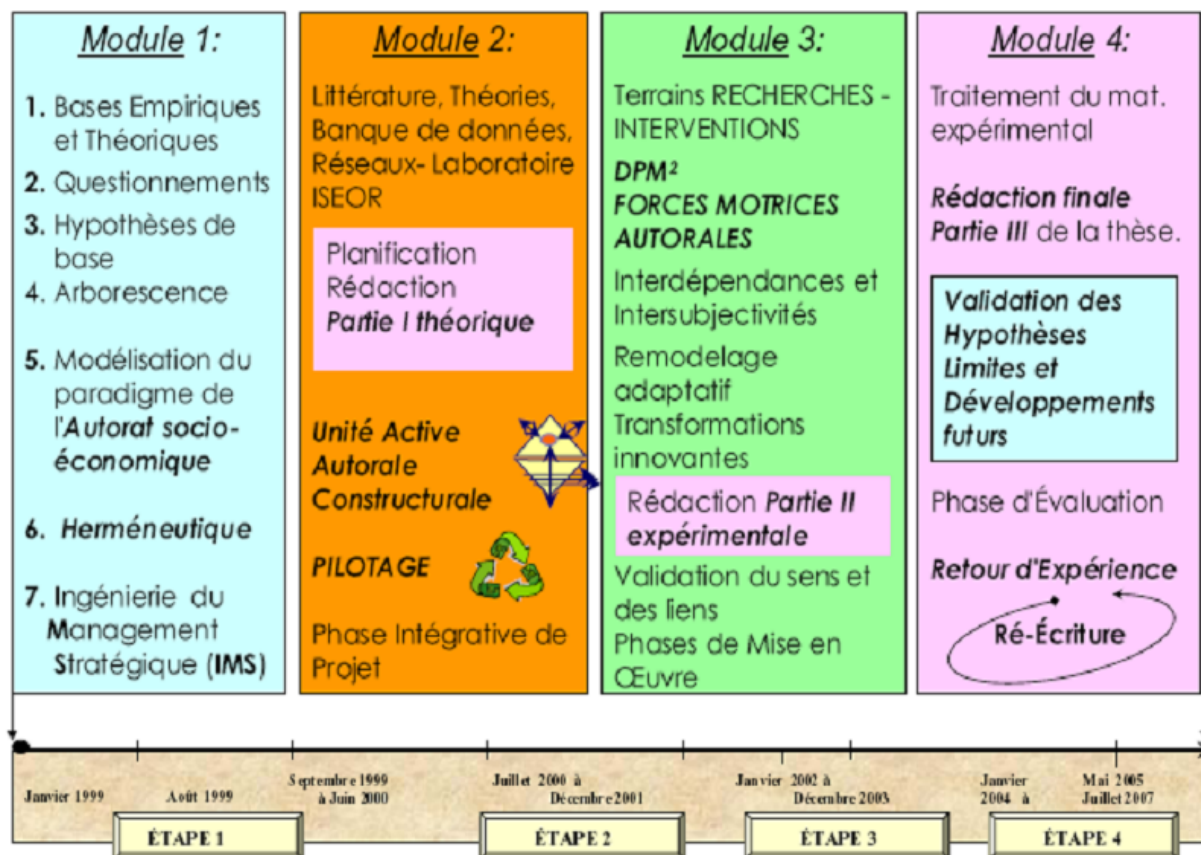 Module 1:
1. Bases Empiriques
et Théoriques
2. Questionnements
3. Hypothèses de
base
4. Arborescence
5. Modélisation du
paradigme de
l'Autorat socio-
économique
6. Herméneutique
7. Ingénierie du
Management
Stratégique (IMS)
Module 2:
Littérature, Théories,
Banque de données,
Réseaux- Laboratoire
ISEOR
Planification
Rédaction
Partie I théorique
Unité Active
Autorale
Constructurale
PILOTAGE
Phase Intégrative de
Projet
Module 3:
Terrains RECHERCHES -
INTERVENTIONS
DPM²
FORCES MOTRICES
AUTORALES
Interdépendances et
Intersubjectivités
Remodelage
adaptatif
Transformations
innovantes
Rédaction Partie II
expérimentale
Validation du sens et
des liens
Phases de Mise en
Œuvre
Module 4:
Traitement du mat.
expérimental
Rédaction finale
Partie III de la thèse.
Validation des
Hypothèses
Limites et
Développements
futurs
Phase d'Évaluation
Retour d'Expérience
Ré-Écriture
Janvier 1999
Août 1999
Septembre 1999
à Juin 2000
Juillet 2000 à
Décembre 2001
Janvier 2002 à
Décembre 2003
Janvier
2004 à
Mai 2005
Juillet 2007
ÉTAPE 1
ÉTAPE 2
ÉTAPE 3
ÉTAPE 4